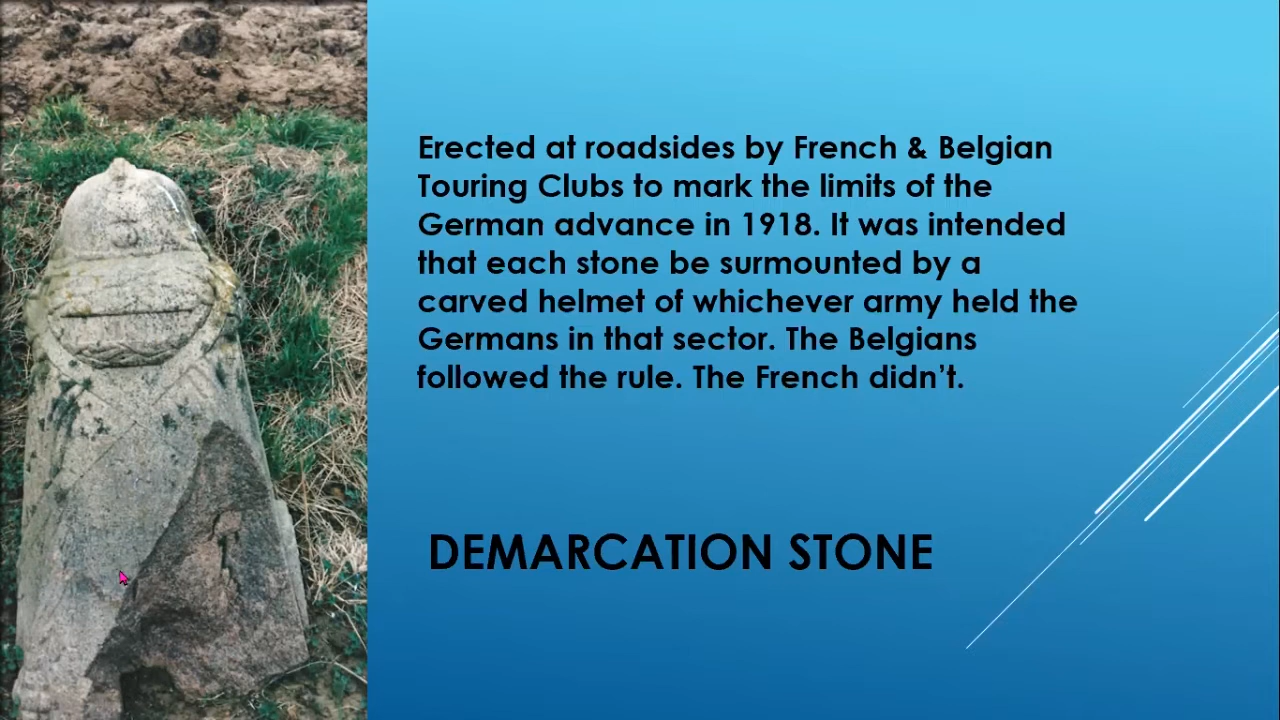 Erected at roadsides by French & Belgian
Touring Clubs to mark the limits of the
German advance in 1918. It was intended
that each stone be surmounted by a
carved helmet of whichever army held the
Germans in that sector. The Belgians
followed the rule. The French didn’t.
DEMARCATION STONE